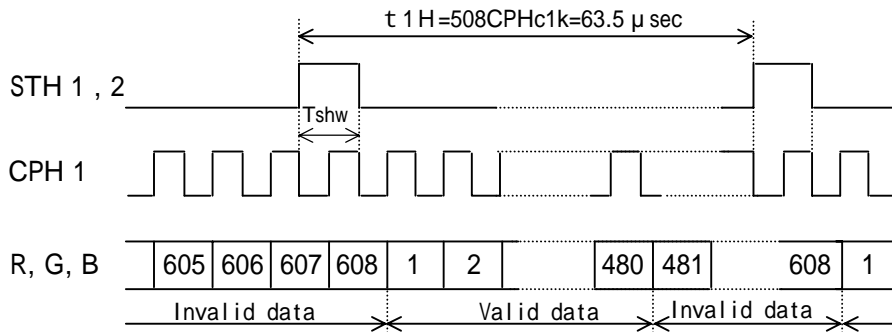 t 1H=508CPHc1k=63.5 µ sec
STH 1 , 2
Tshw
CPH 1
R, G, B 605 606 607 608 1 2 480 481 608 1
Invalid data Valid data Invalid data